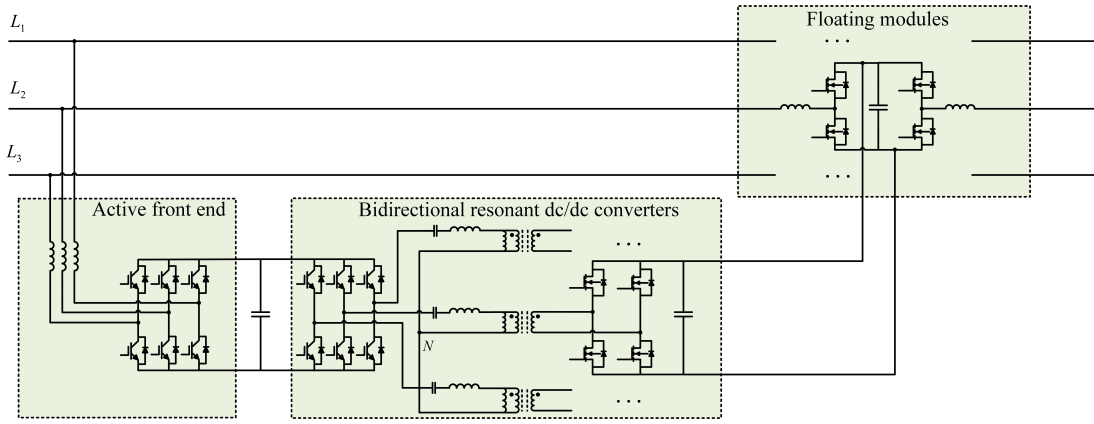 L1
Floating modules
. . .
L2
L3
. . .
Active front end
Bidirectional resonant dc/dc converters
. . .
N
. . .